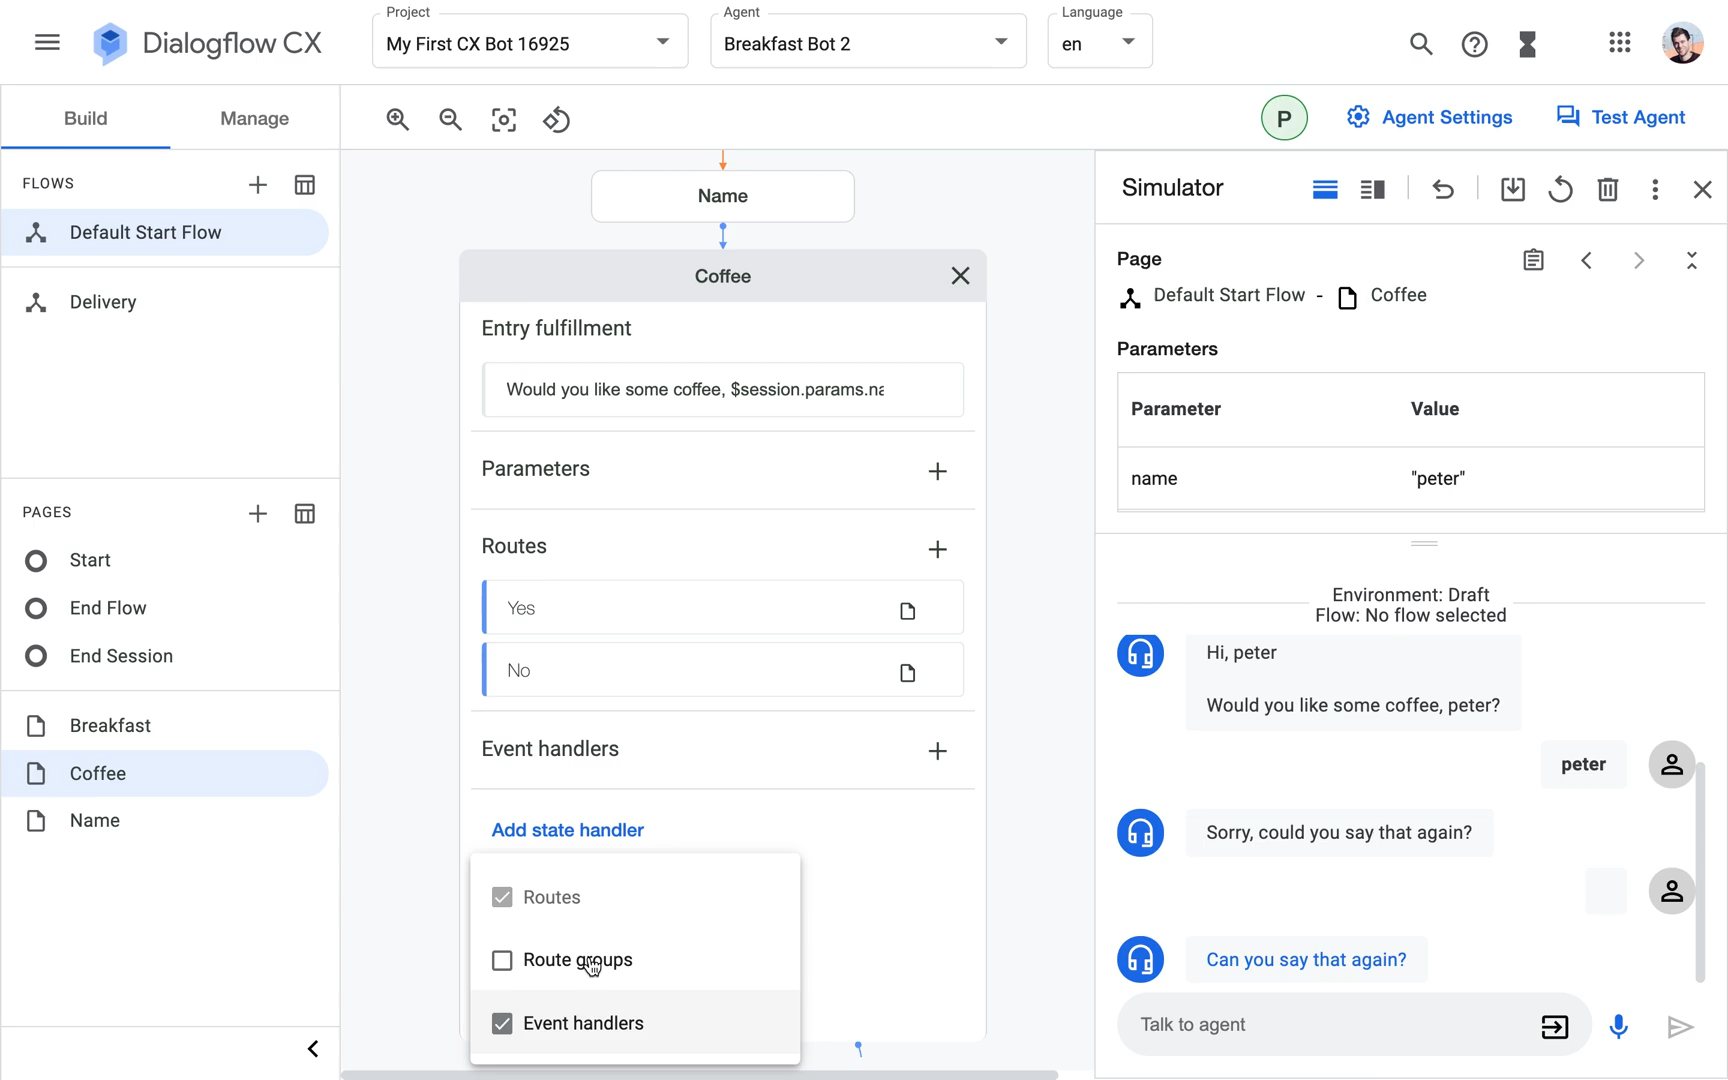 Dialogflow CX
Project
My First CX Bot 16925
Agent
Breakfast Bot 2
Language
en
Build
Manage
P
Agent Settings
Test Agent
FLOWS
Default Start Flow
Delivery
PAGES
Start
End Flow
End Session
Breakfast
Coffee
Name
Name
Coffee
Entry fulfillment
Would you like some coffee, $session.params.na
Parameters
Routes
Yes
No
Event handlers
Add state handler
Routes
Route groups
Event handlers
Simulator
Page
Default Start Flow - Coffee
Parameters
Parameter Value
name "peter"
Environment: Draft
Flow: No flow selected
Hi, peter
Would you like some coffee, peter?
peter
Sorry, could you say that again?
Can you say that again?
Talk to agent